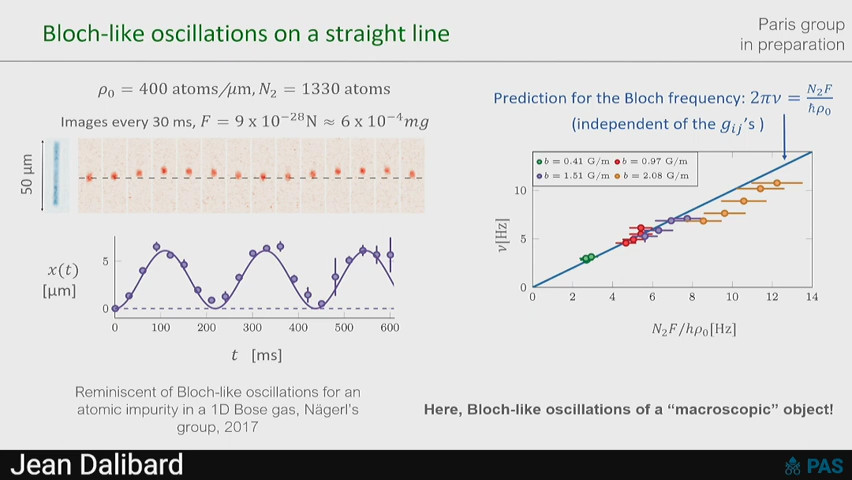 Bloch-like oscillations on a straight line
Paris group
in preparation
ρ₀ = 400 atoms/μm, N₂ = 1330 atoms
Images every 30 ms, F = 9 x 10⁻²⁸N ≈ 6 x 10⁻⁴mg
50 μm
x(t)
[μm]
5
0
0 100 200 300 400 500 600
t [ms]
Reminiscent of Bloch-like oscillations for an
atomic impurity in a 1D Bose gas, Nägerl's
group, 2017
Prediction for the Bloch frequency: 2πν = N₂F/ħρ₀
(independent of the gᵢⱼ's )
b = 0.41 G/m b = 0.97 G/m
b = 1.51 G/m b = 2.08 G/m
ν[Hz]
10
5
0
0 2 4 6 8 10 12 14
N₂F/hρ₀[Hz]
Here, Bloch-like oscillations of a “macroscopic” object!
Jean Dalibard
PAS